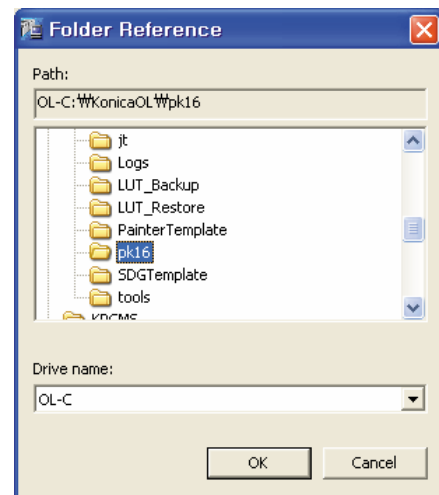 Folder Reference
Path:
OL-C:₩KonicaOL₩pk16
jt
Logs
LUT_Backup
LUT_Restore
PainterTemplate
pk16
SDGTemplate
tools
Drive name:
OL-C
OK
Cancel